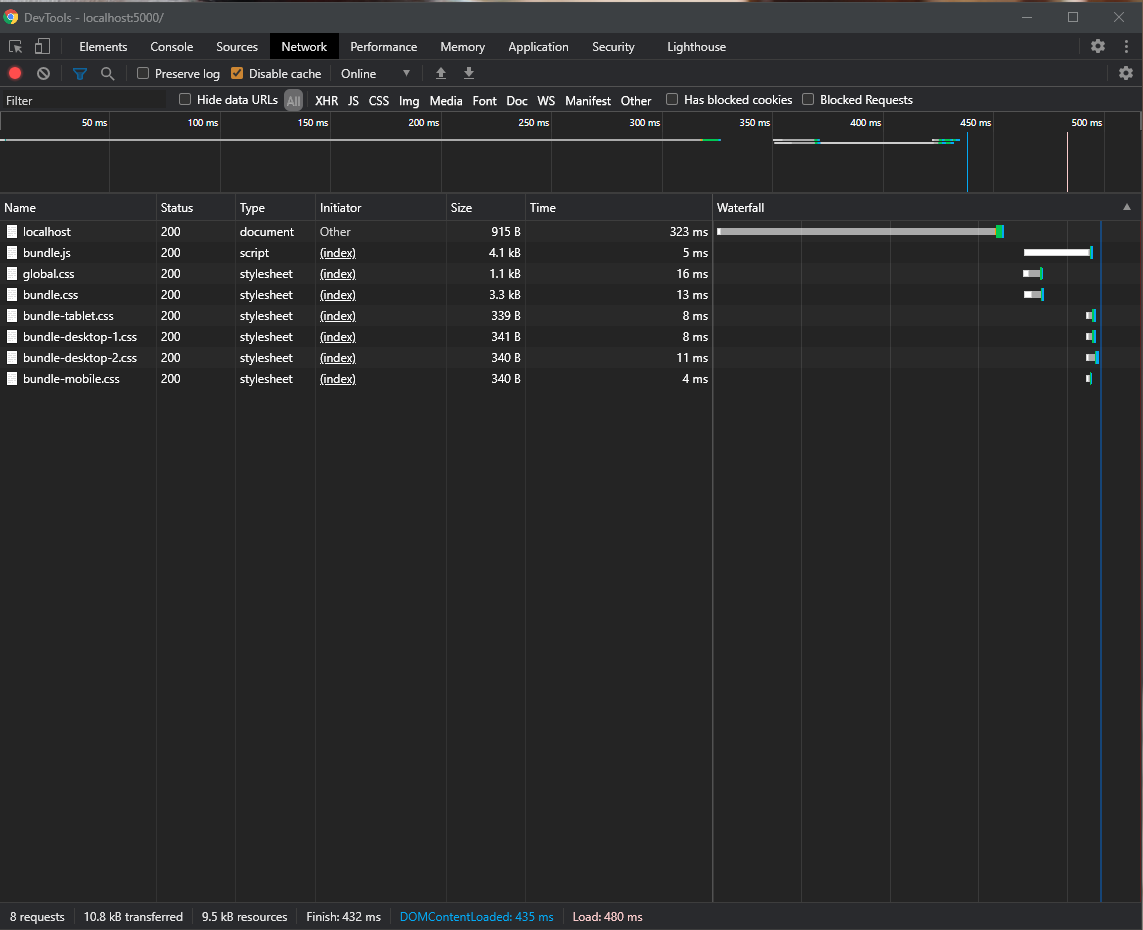 DevTools - localhost:5000/
Elements Console Sources Network Performance Memory Application Security Lighthouse
Preserve log Disable cache Online
Filter Hide data URLs All XHR JS CSS Img Media Font Doc WS Manifest Other Has blocked cookies Blocked Requests
50 ms 100 ms 150 ms 200 ms 250 ms 300 ms 350 ms 400 ms 450 ms 500 ms
Name Status Type Initiator Size Time Waterfall
localhost 200 document Other 915 B 323 ms
bundle.js 200 script (index) 4.1 kB 5 ms
global.css 200 stylesheet (index) 1.1 kB 16 ms
bundle.css 200 stylesheet (index) 3.3 kB 13 ms
bundle-tablet.css 200 stylesheet (index) 339 B 8 ms
bundle-desktop-1.css 200 stylesheet (index) 341 B 8 ms
bundle-desktop-2.css 200 stylesheet (index) 340 B 11 ms
bundle-mobile.css 200 stylesheet (index) 340 B 4 ms
8 requests 10.8 kB transferred 9.5 kB resources Finish: 432 ms DOMContentLoaded: 435 ms Load: 480 ms